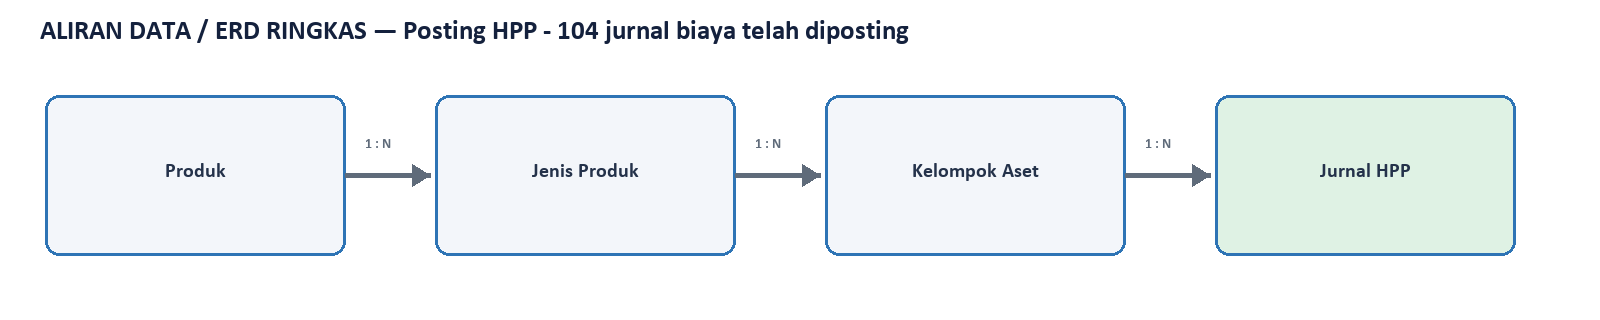 ALIRAN DATA / ERD RINGKAS — Posting HPP - 104 jurnal biaya telah diposting
Produk
1 : N
Jenis Produk
1 : N
Kelompok Aset
1 : N
Jurnal HPP